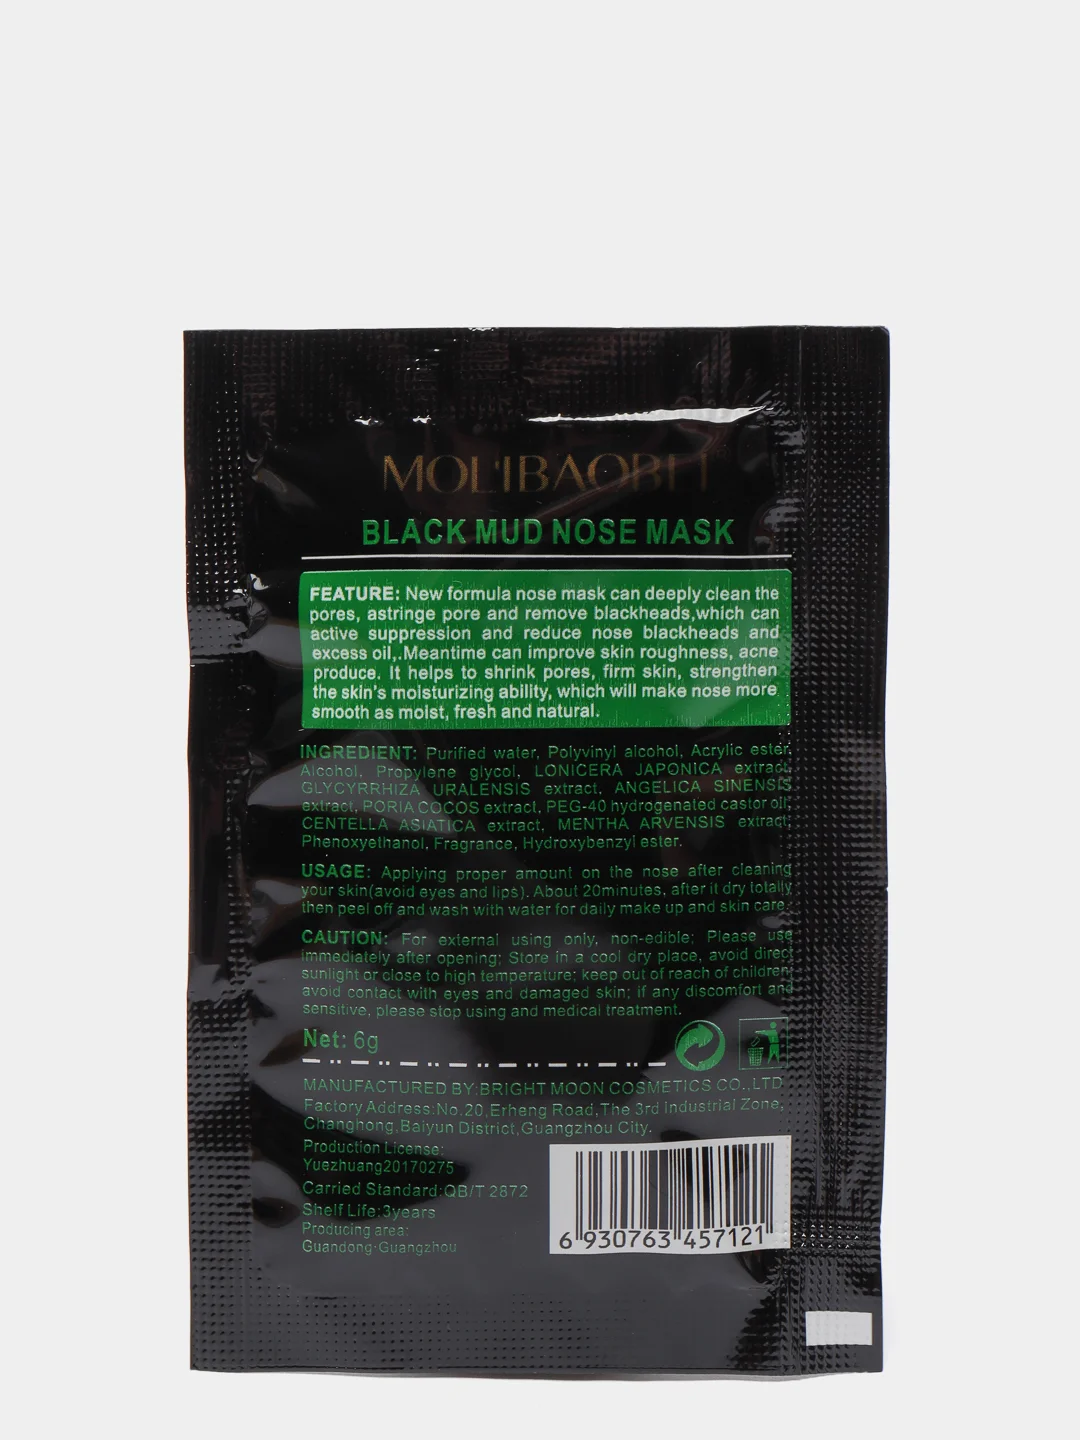 MOLIBAOBEI
BLACK MUD NOSE MASK
FEATURE: New formula nose mask can deeply clean the
pores, astringe pore and remove blackheads,which can
active suppression and reduce nose blackheads and
excess oil,.Meantime can improve skin roughness, acne
produce. It helps to shrink pores, firm skin, strengthen
the skin's moisturizing ability, which will make nose more
smooth as moist, fresh and natural.
INGREDIENT: Purified water, Polyvinyl alcohol, Acrylic ester,
Alcohol, Propylene glycol, LONICERA JAPONICA extract,
GLYCYRRHIZA URALENSIS extract, ANGELICA SINENSIS
extract, PORIA COCOS extract, PEG-40 hydrogenated castor oil,
CENTELLA ASIATICA extract, MENTHA ARVENSIS extract,
Phenoxyethanol, Fragrance, Hydroxybenzyl ester.
USAGE: Applying proper amount on the nose after cleaning
your skin(avoid eyes and lips). About 20minutes, after it dry totally
then peel off and wash with water for daily make up and skin care.
CAUTION: For external using only, non-edible; Please use
immediately after opening; Store in a cool dry place, avoid direct
sunlight or close to high temperature; keep out of reach of children
avoid contact with eyes and damaged skin; if any discomfort and
sensitive, please stop using and medical treatment.
Net: 6g
MANUFACTURED BY:BRIGHT MOON COSMETICS CO.,LTD
Factory Address:No.20,Erheng Road,The 3rd Industrial Zone,
Changhong,Baiyun District,Guangzhou City.
Production License:
Yuezhuang20170275
Carried Standard:QB/T 2872
Shelf Life:3years
Producing area:
Guandong·Guangzhou
6 930763 457121